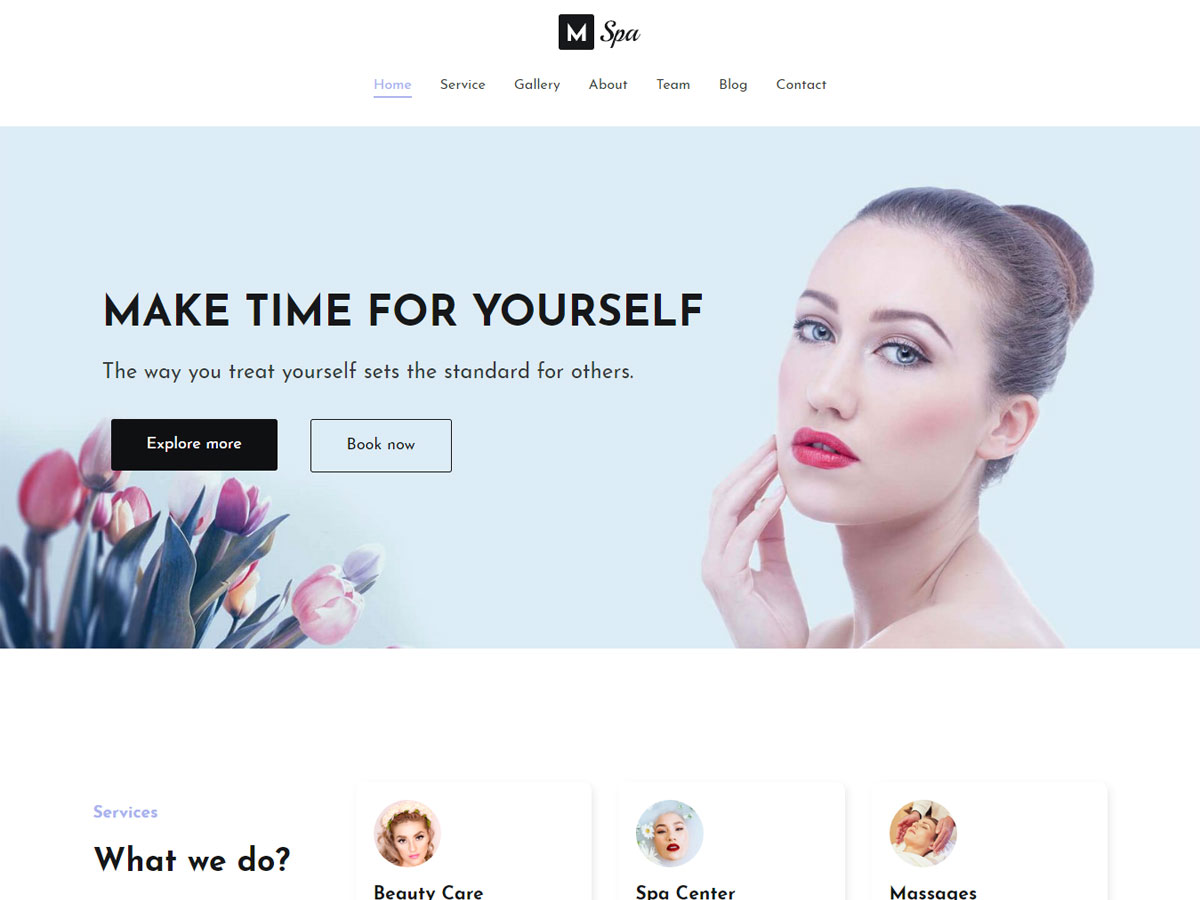 M Spa
Home Service Gallery About Team Blog Contact
MAKE TIME FOR YOURSELF
The way you treat yourself sets the standard for others.
Explore more Book now
Services
What we do?
Beauty Care Spa Center Massages